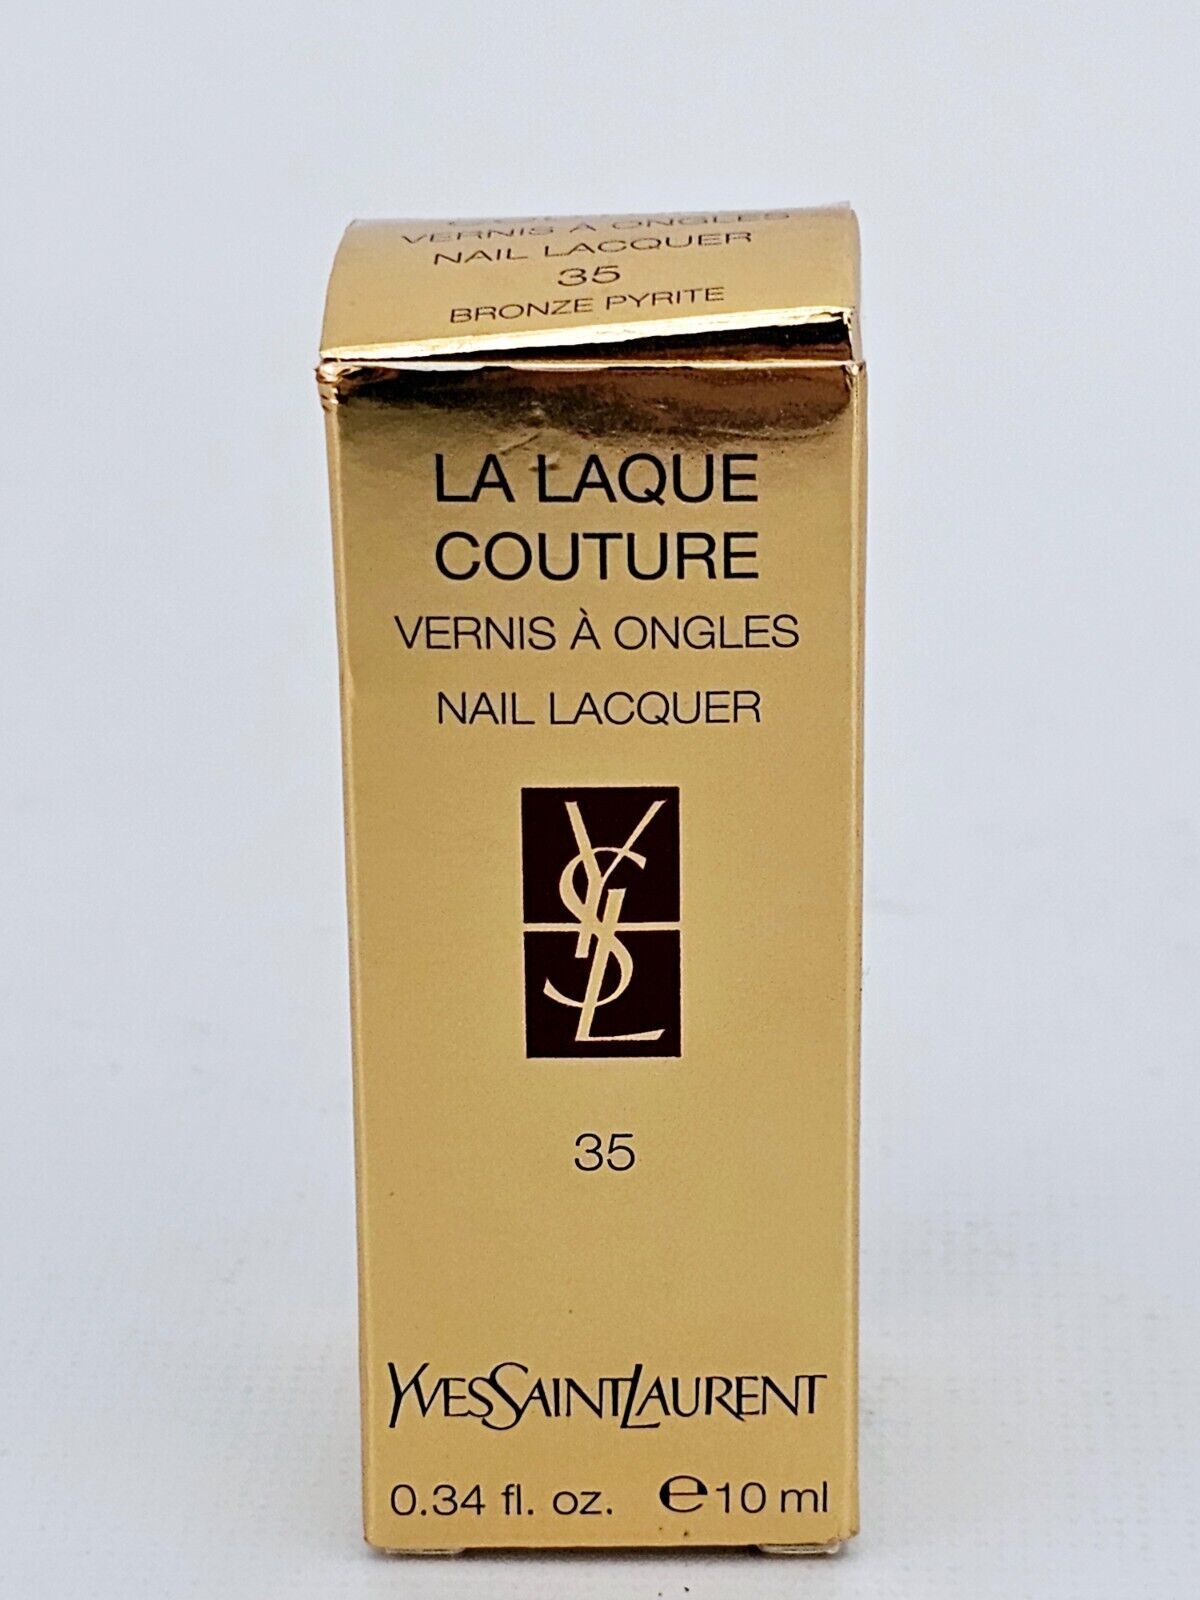 VERNIS À ONGLES
NAIL LACQUER
35
BRONZE PYRITE
LA LAQUE
COUTURE
VERNIS À ONGLES
NAIL LACQUER
YSL
35
YVESSAINTLAURENT
0.34 fl. oz. ℮10 ml